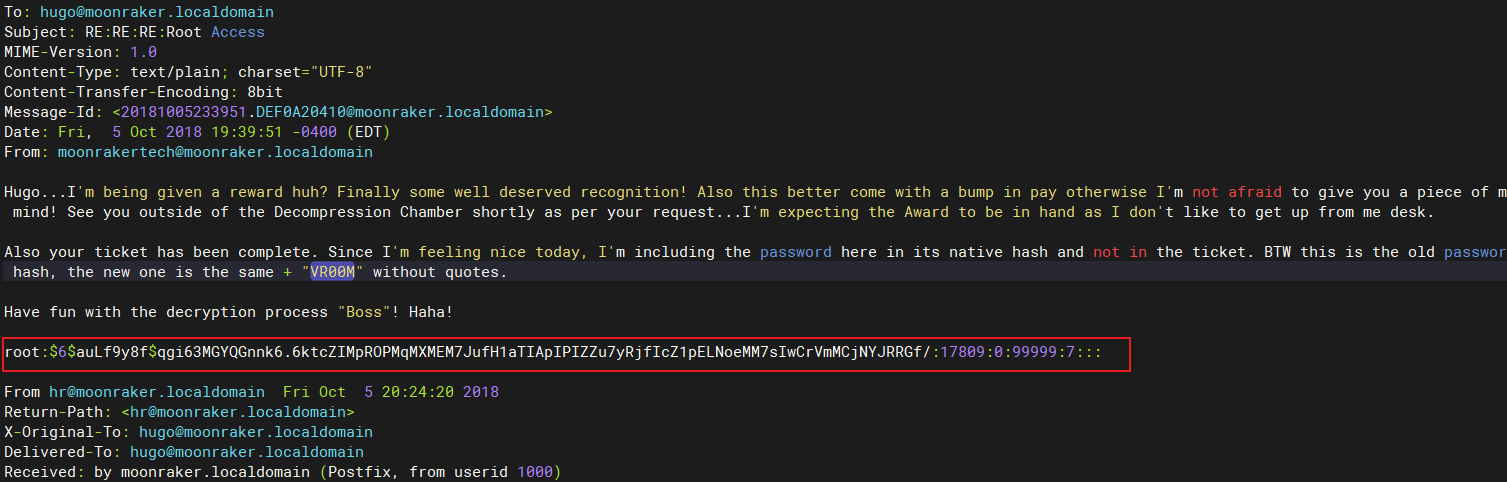 To: hugo@moonraker.localdomain
Subject: RE:RE:RE:Root Access
MIME-Version: 1.0
Content-Type: text/plain; charset="UTF-8"
Content-Transfer-Encoding: 8bit
Message-Id: <20181005233951.DEF0A20410@moonraker.localdomain>
Date: Fri,  5 Oct 2018 19:39:51 -0400 (EDT)
From: moonrakertech@moonraker.localdomain
Hugo...I'm being given a reward huh? Finally some well deserved recognition! Also this better come with a bump in pay otherwise I'm not afraid to give you a piece of m
mind! See you outside of the Decompression Chamber shortly as per your request...I'm expecting the Award to be in hand as I don't like to get up from me desk.
Also your ticket has been complete. Since I'm feeling nice today, I'm including the password here in its native hash and not in the ticket. BTW this is the old passwor
hash, the new one is the same + "VR00M" without quotes.
Have fun with the decryption process "Boss"! Haha!
root:$6$auLf9y8f$qgi63MGYQGnnk6.6ktcZIMpROPMqMXMEM7JufH1aTIApIPIZZu7yRjfIcZ1pELNoeMM7sIwCrVmMCjNYJRRGf/:17809:0:99999:7:::
From hr@moonraker.localdomain  Fri Oct  5 20:24:20 2018
Return-Path: <hr@moonraker.localdomain>
X-Original-To: hugo@moonraker.localdomain
Delivered-To: hugo@moonraker.localdomain
Received: by moonraker.localdomain (Postfix, from userid 1000)